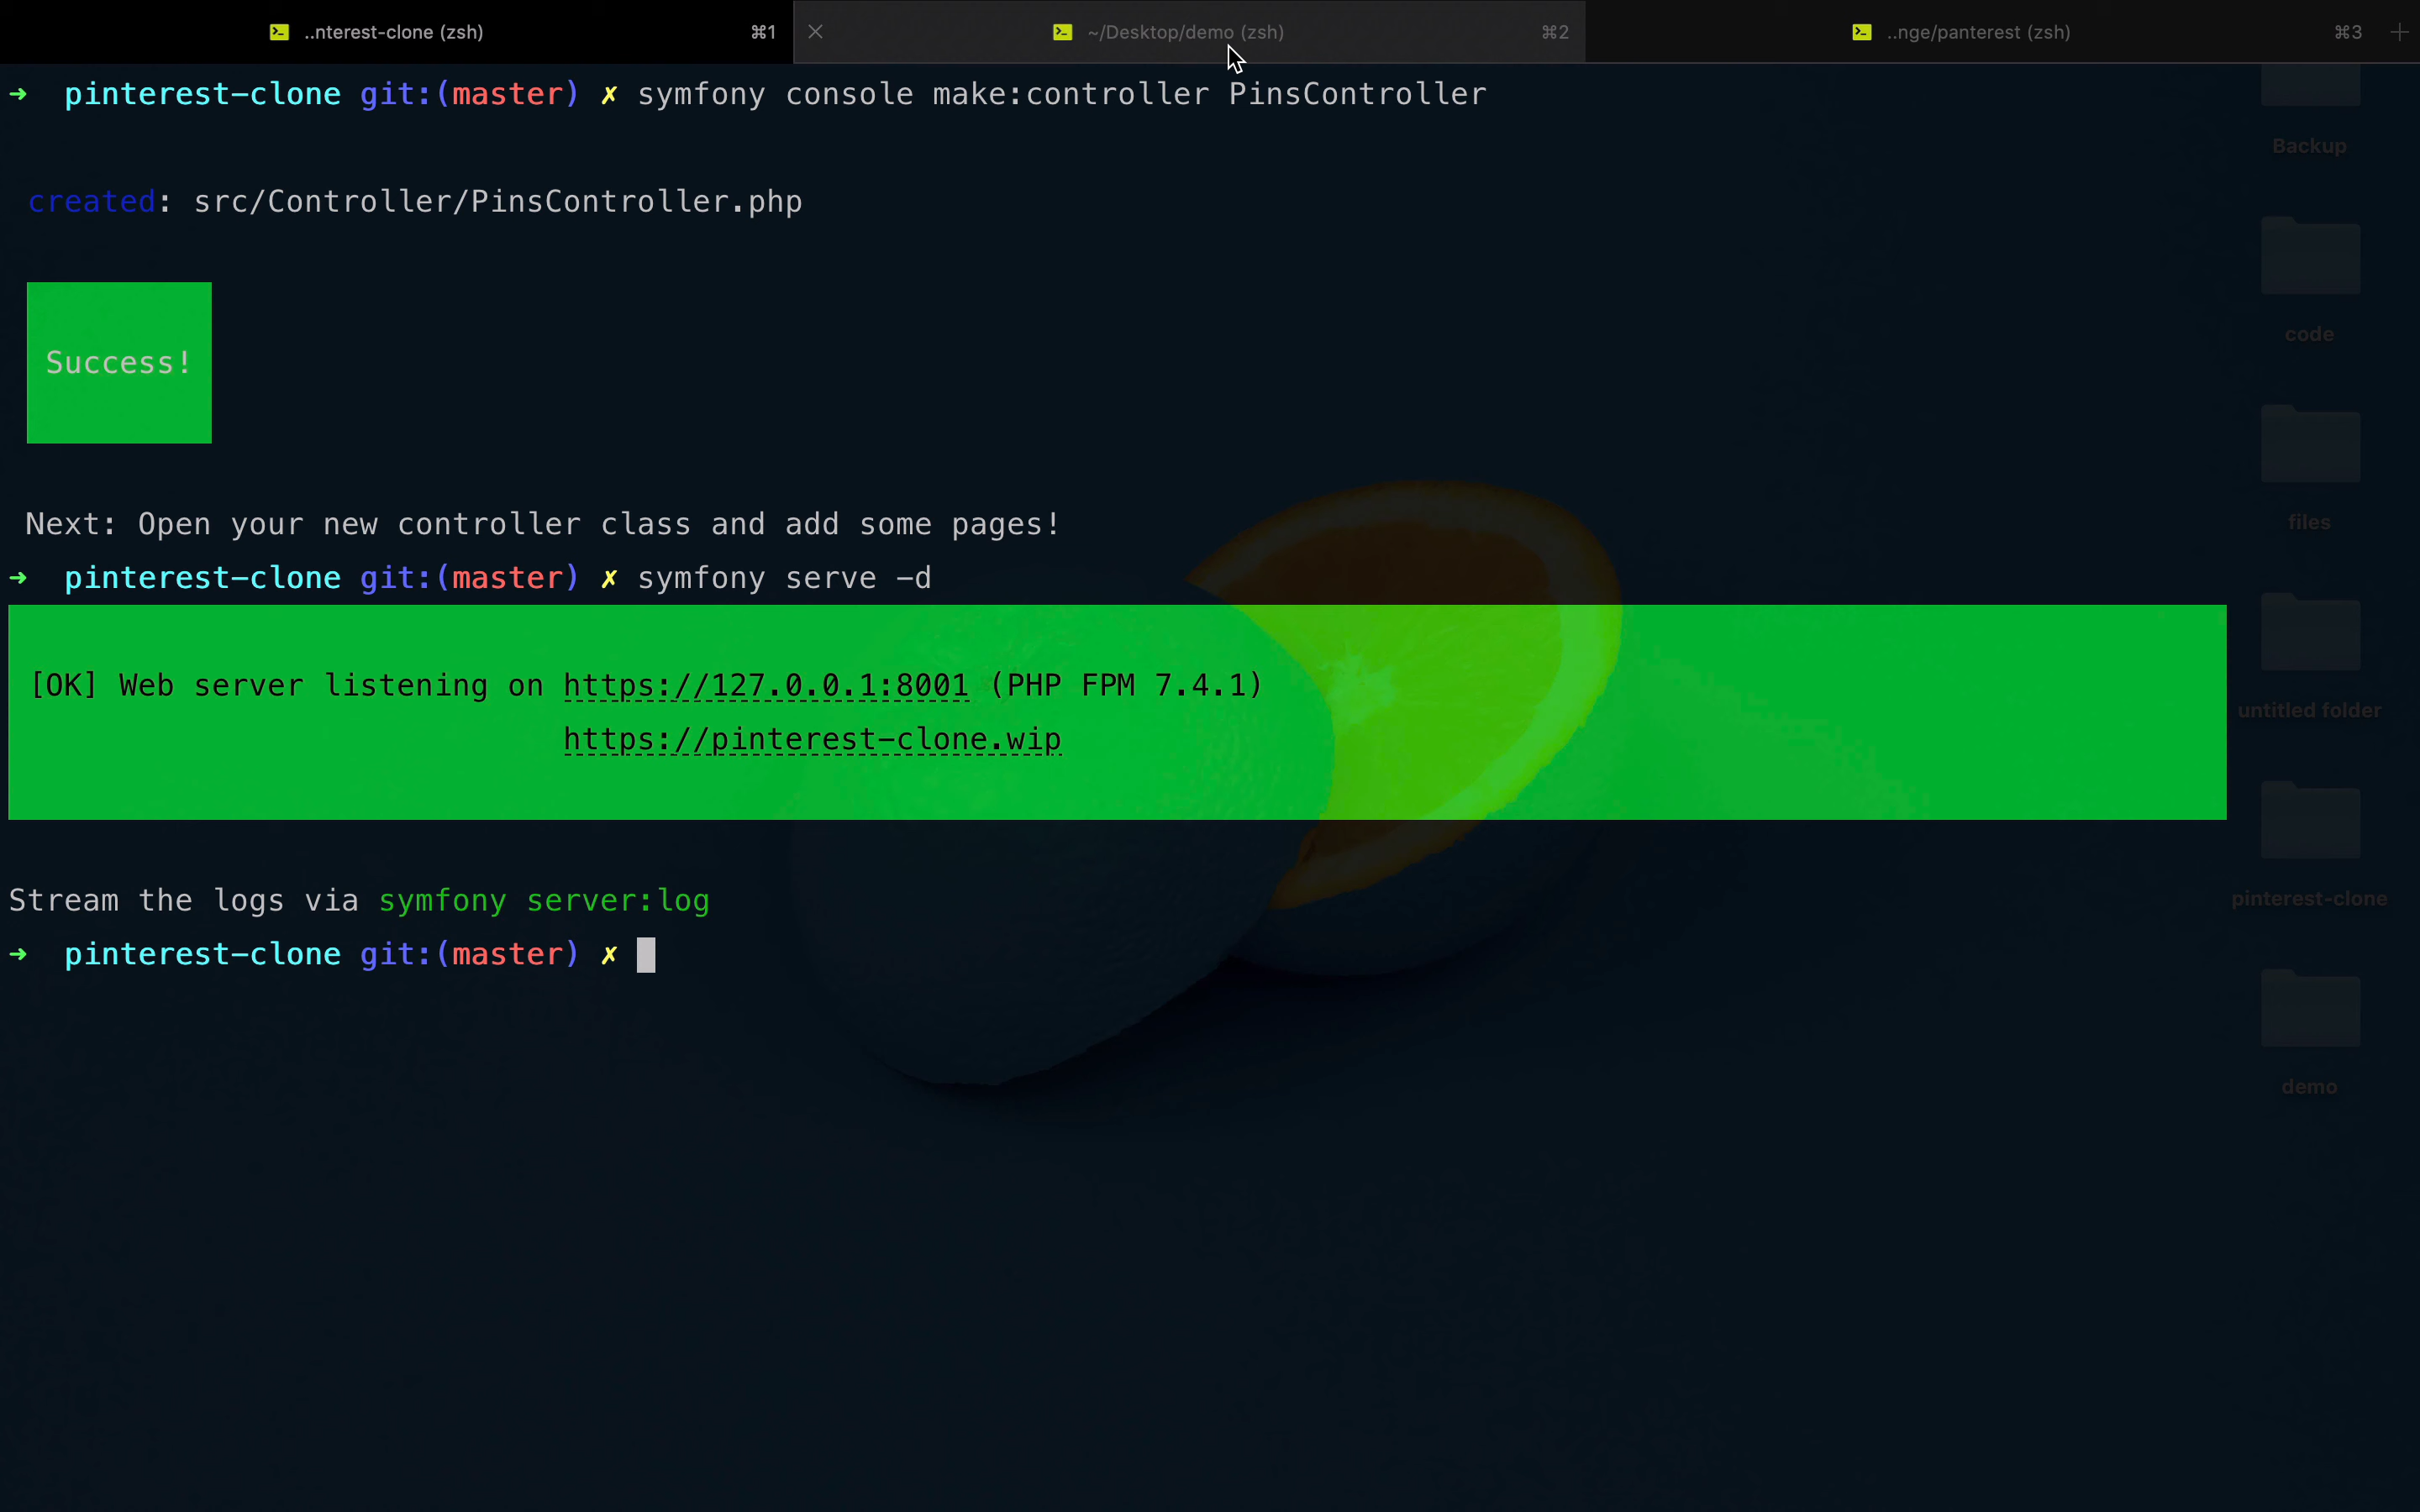 ..nterest-clone (zsh) ⌘1 ~/Desktop/demo (zsh) ⌘2 ..nge/panterest (zsh) ⌘3
➜ pinterest-clone git:(master) ✗ symfony console make:controller PinsController
Backup
created: src/Controller/PinsController.php
code
Success!
files
Next: Open your new controller class and add some pages!
➜ pinterest-clone git:(master) ✗ symfony serve -d
[OK] Web server listening on https://127.0.0.1:8001 (PHP FPM 7.4.1)
untitled folder
https://pinterest-clone.wip
Stream the logs via symfony server:log
pinterest-clone
➜ pinterest-clone git:(master) ✗
demo